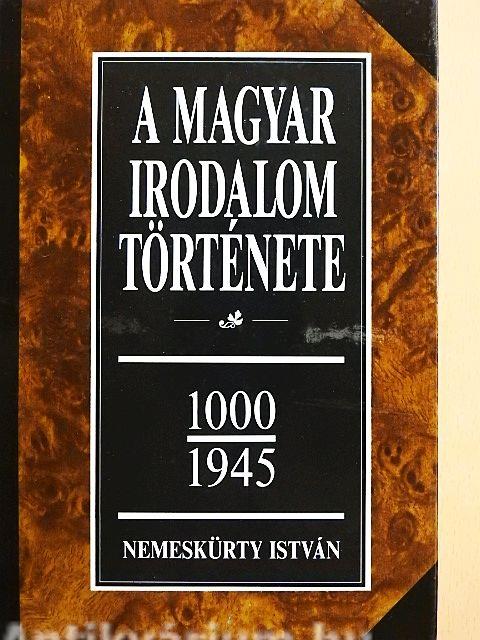 A MAGYAR
IRODALOM
TÖRTÉNETE
1000
1945
NEMESKÜRTY ISTVÁN